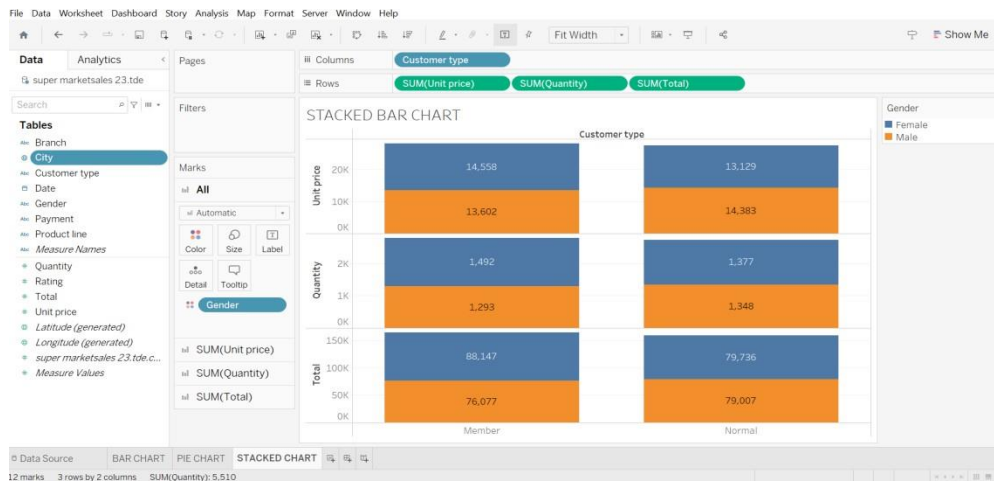 File Data Worksheet Dashboard Story Analysis Map Format Server Window Help
Fit Width
Show Me
Data Analytics
super marketsales 23.tde
Search
Tables
Abc Branch
City
Abc Customer type
Date
Abc Gender
Abc Payment
Abc Product line
Abc Measure Names
Quantity
Rating
Total
Unit price
Latitude (generated)
Longitude (generated)
super marketsales 23.tde.c...
Measure Values
Pages
Filters
Marks
All
Automatic
Color Size Label
Detail Tooltip
Gender
SUM(Unit price)
SUM(Quantity)
SUM(Total)
Columns Customer type
Rows SUM(Unit price) SUM(Quantity) SUM(Total)
STACKED BAR CHART
Customer type
Unit price
20K
10K
0K
14,558 13,129
13,602 14,383
Quantity
2K
1K
0K
1,492 1,377
1,293 1,348
Total
150K
100K
50K
0K
88,147 79,736
76,077 79,007
Member Normal
Gender
Female
Male
Data Source BAR CHART PIE CHART STACKED CHART
12 marks 3 rows by 2 columns SUM(Quantity): 5,510